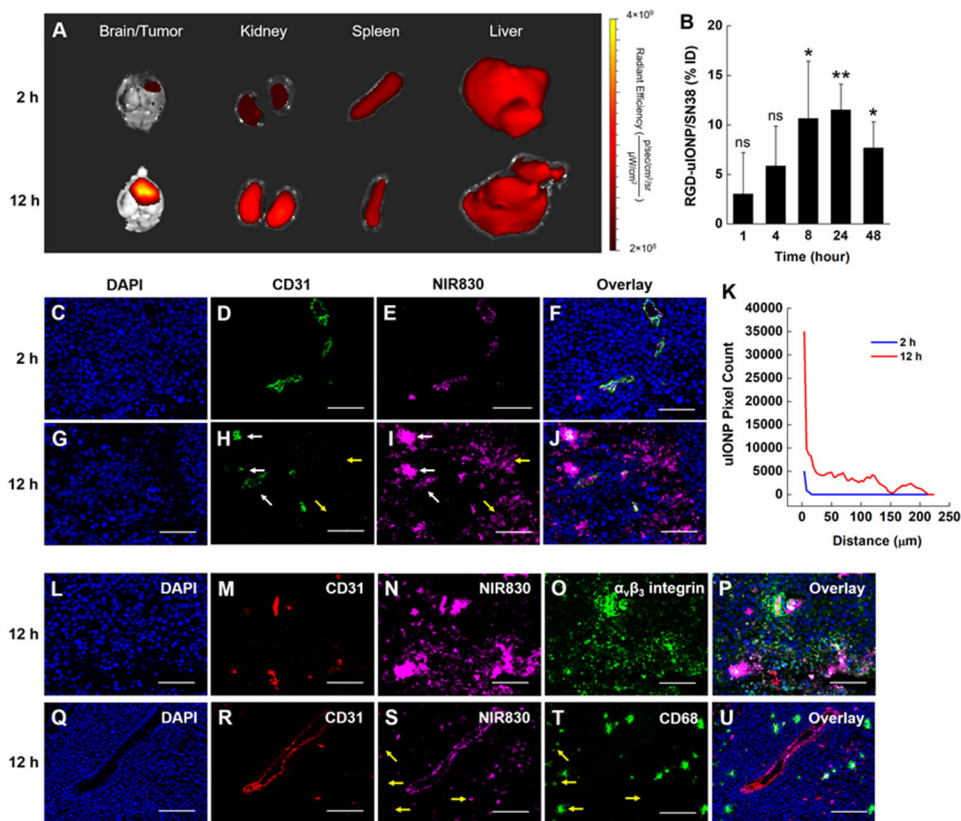 A
Brain/Tumor Kidney Spleen Liver
2 h
12 h
4×10⁹
Radiant Efficiency (p/sec/cm²/sr / μW/cm²)
2×10⁸
B
RGD-uIONP/SN38 (% ID)
20
15
10
5
0
ns ns * ** *
1 4 8 24 48
Time (hour)
DAPI CD31 NIR830 Overlay
2 h
C D E F
12 h
G H I J
K
uIONP Pixel Count
40000
35000
30000
25000
20000
15000
10000
5000
0
2 h
12 h
0 50 100 150 200 250
Distance (μm)
12 h
L DAPI M CD31 N NIR830 O αvβ3 integrin P Overlay
12 h
Q DAPI R CD31 S NIR830 T CD68 U Overlay